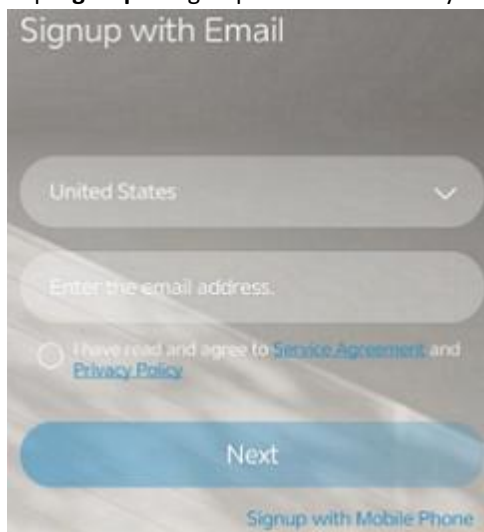 Signup with Email
United States
Enter the email address.
I have read and agree to Service Agreement and
Privacy Policy
Next
Signup with Mobile Phone